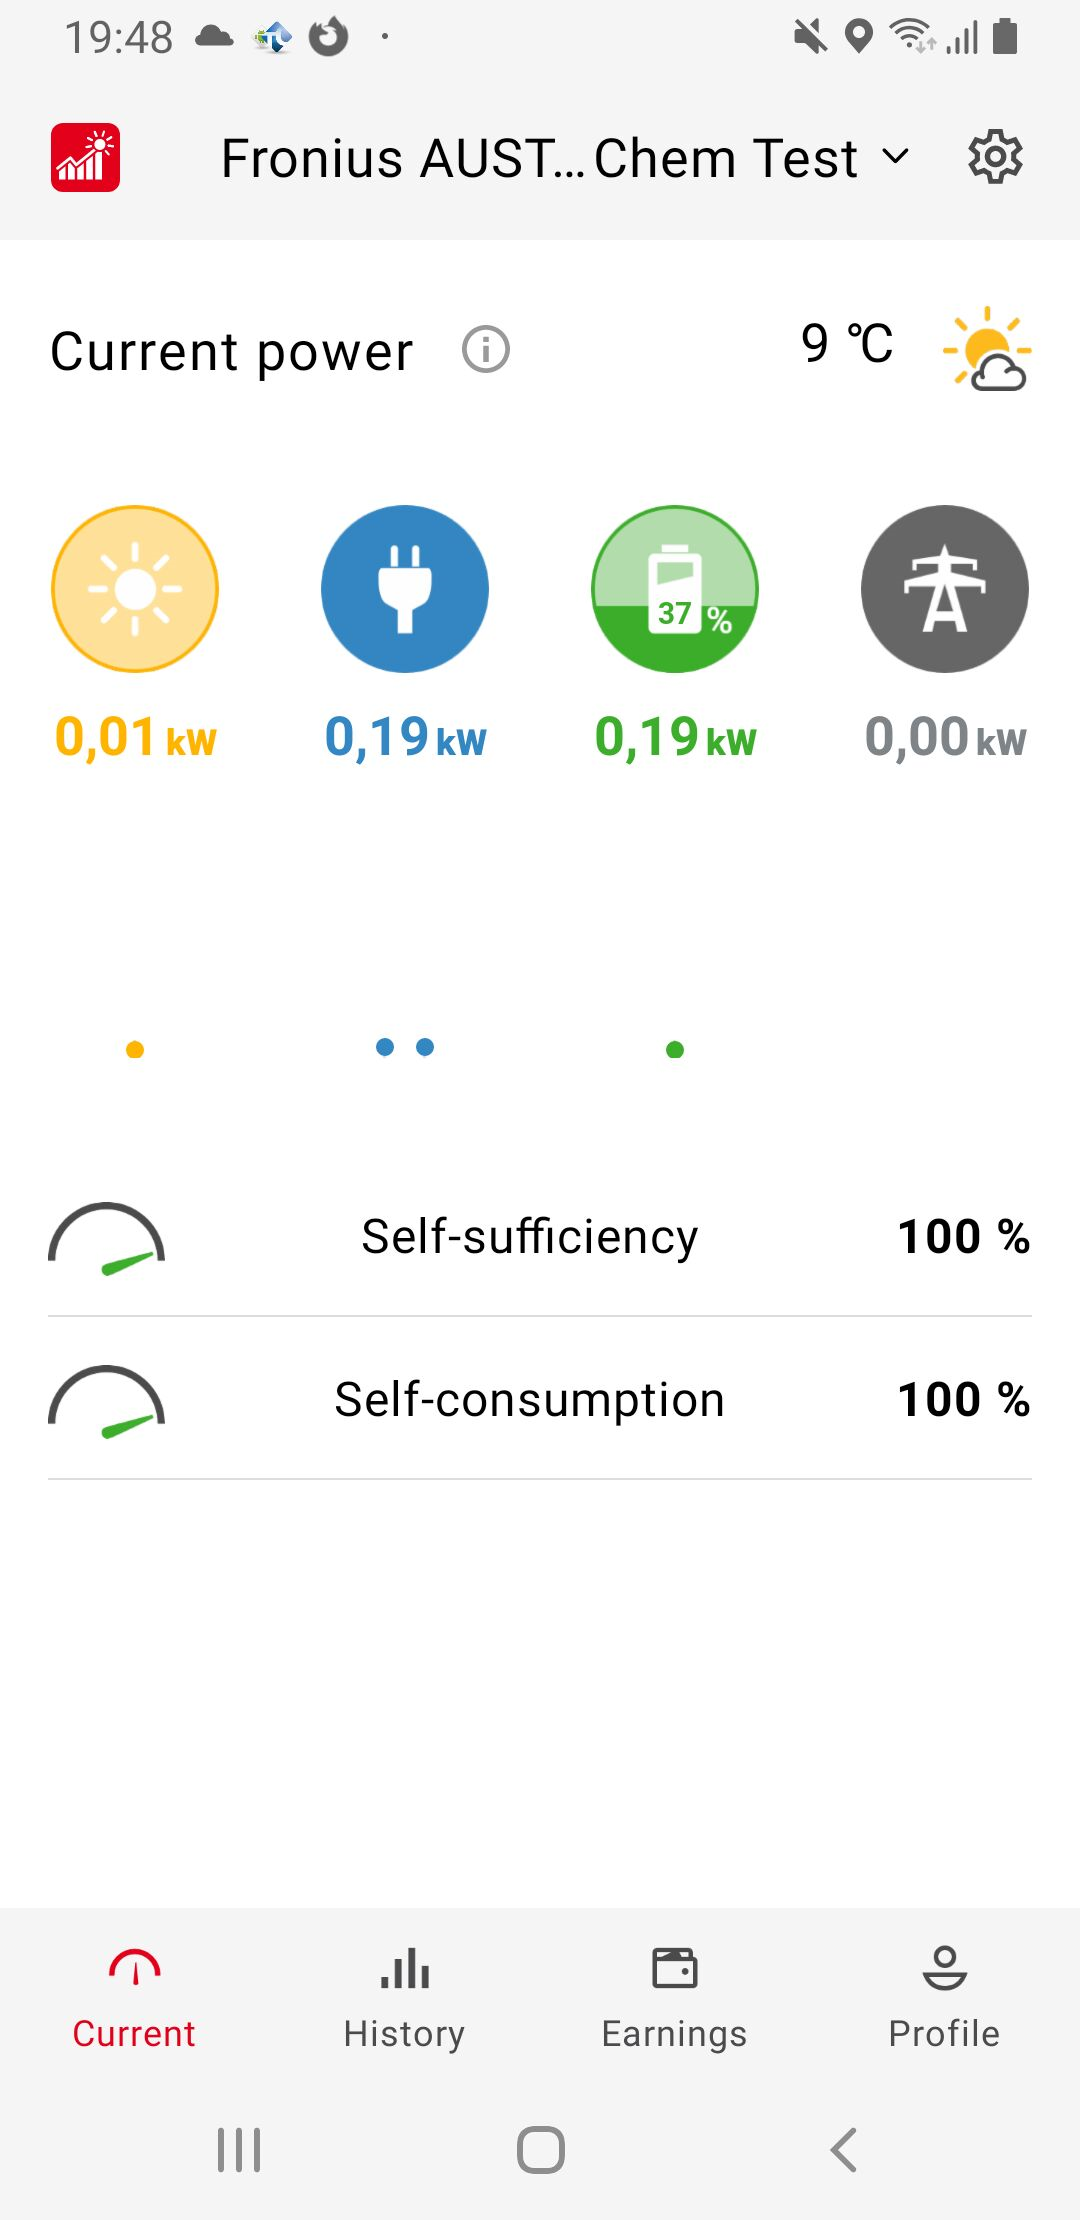 19:48
Fronius AUST...Chem Test
Current power
9 °C
37 %
0,01 kW
0,19 kW
0,19 kW
0,00 kW
Self-sufficiency
100 %
Self-consumption
100 %
Current
History
Earnings
Profile